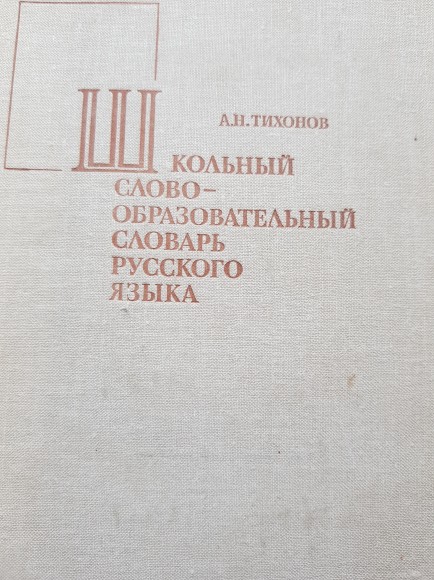 А.Н.ТИХОНОВ
ШКОЛЬНЫЙ
СЛОВО-
ОБРАЗОВАТЕЛЬНЫЙ
СЛОВАРЬ
РУССКОГО
ЯЗЫКА